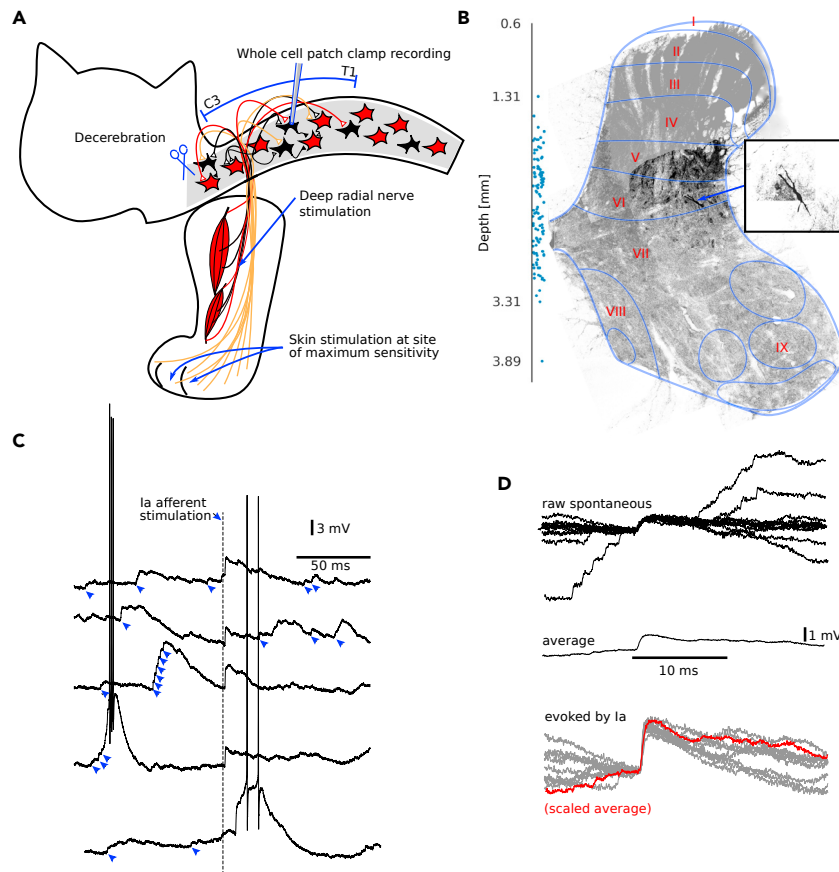 A
Whole cell patch clamp recording
C3
T1
Decerebration
Deep radial nerve
stimulation
Skin stimulation at site
of maximum sensitivity
B
0.6
1.31
3.31
3.89
Depth [mm]
I
II
III
IV
V
VI
VII
VIII
IX
C
Ia afferent
stimulation
3 mV
50 ms
D
raw spontaneous
average
1 mV
10 ms
evoked by Ia
(scaled average)